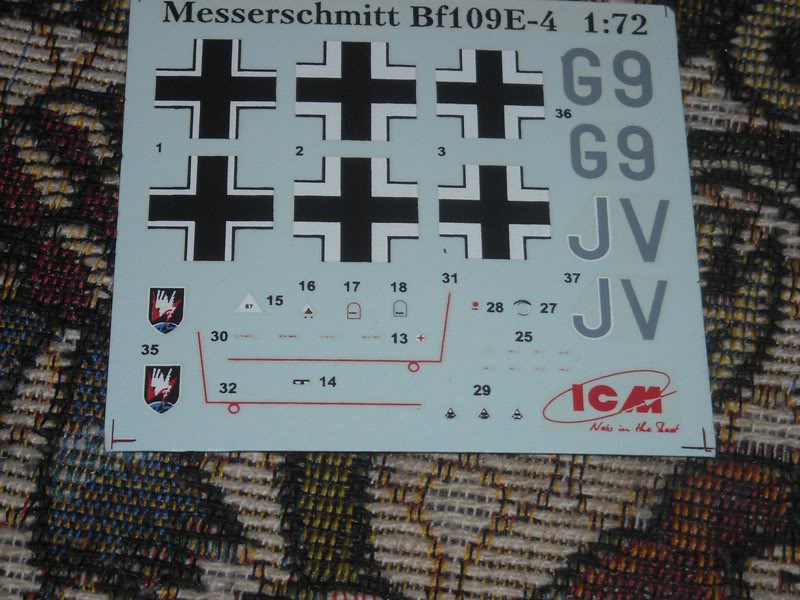 Messerschmitt Bf109E-4 1:72
G9
36
1 2 3
G9
JV
31 37
16 17 18
15 28 27
87
JV
30 13 25
35
32 14 29
ICM
New in the Best